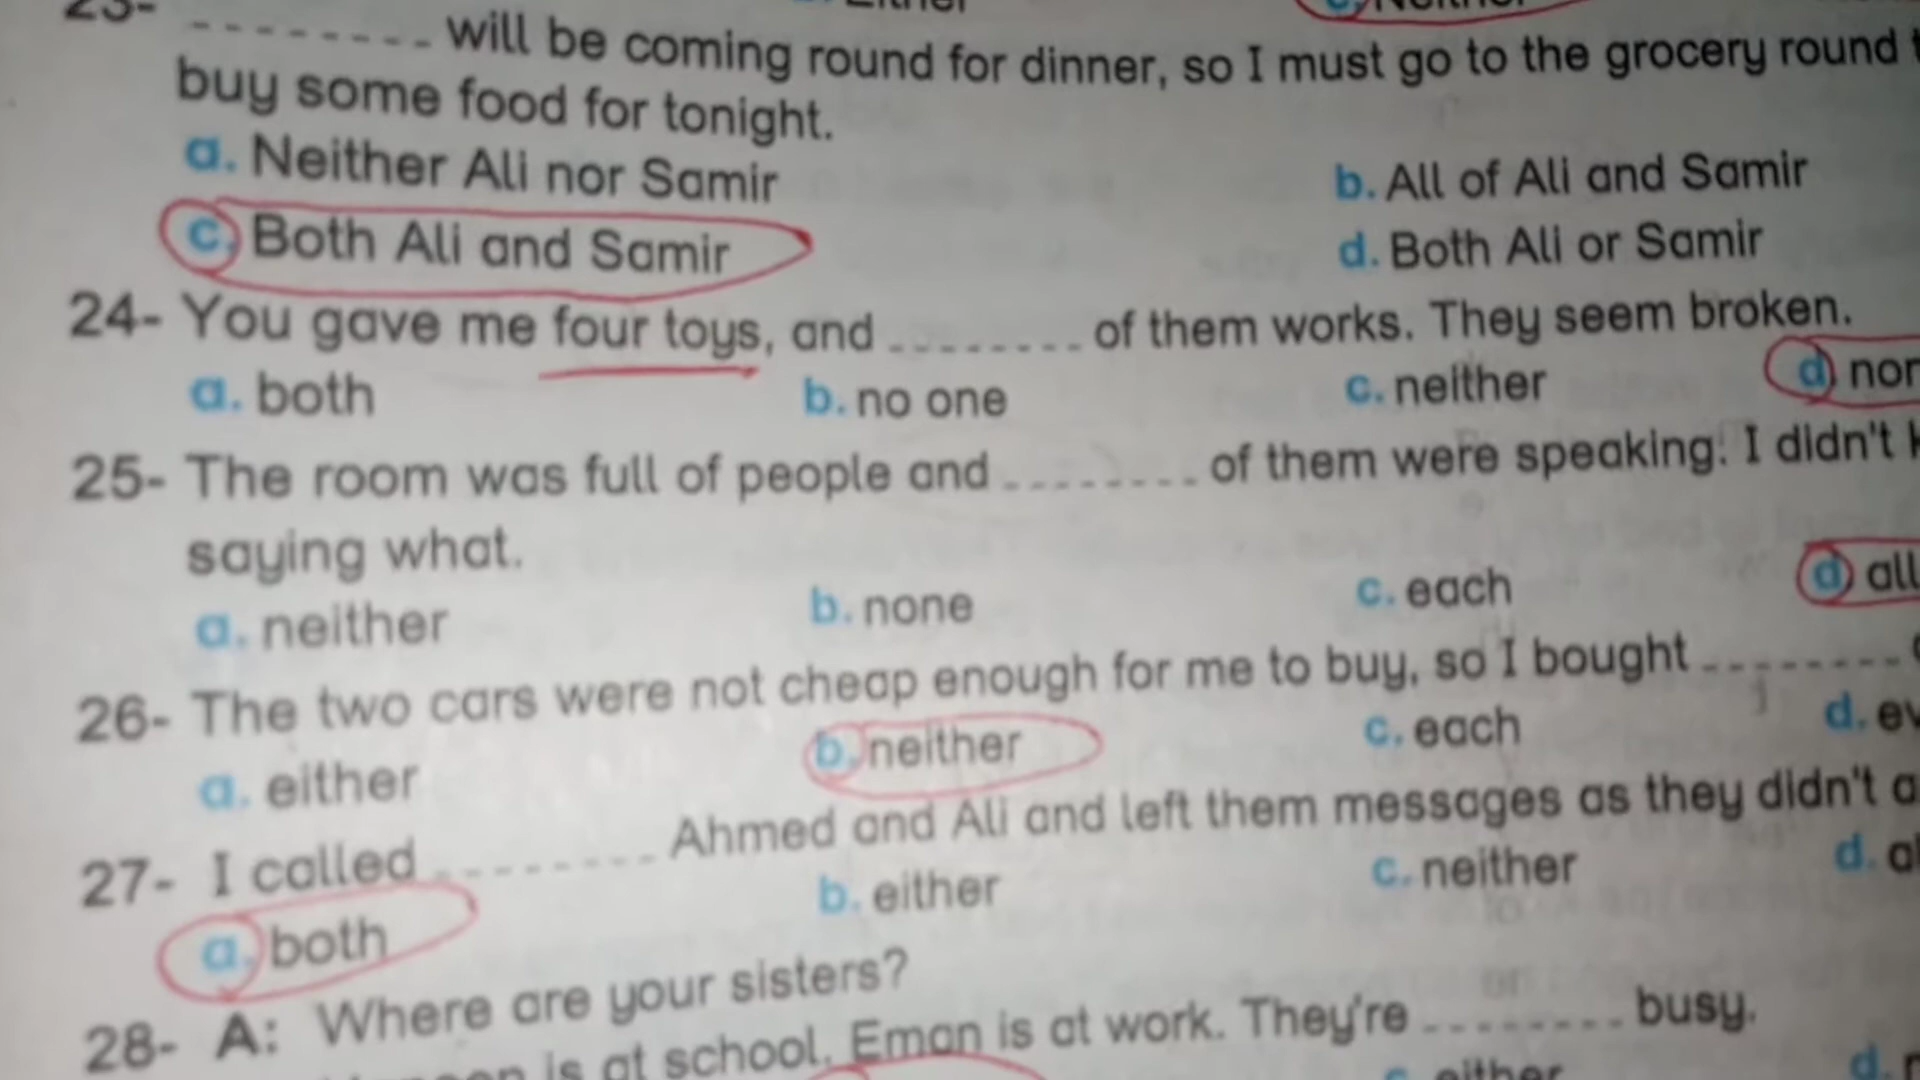 will be coming round for dinner, so I must go to the grocery round
buy some food for tonight.
a. Neither Ali nor Samir b. All of Ali and Samir
c. Both Ali and Samir d. Both Ali or Samir
24- You gave me four toys, and -------- of them works. They seem broken.
a. both b. no one c. neither d
25- The room was full of people and -------- of them were speaking. I didn't
saying what.
a. neither b. none c. each d all
26- The two cars were not cheap enough for me to buy, so I bought --------
a. either b. neither c. each d.
27- I called -------- Ahmed and Ali and left them messages as they didn't
a. both b. either c. neither d.
28- A: Where are your sisters?
is at school. Eman is at work. They're -------- busy.
c. either d.